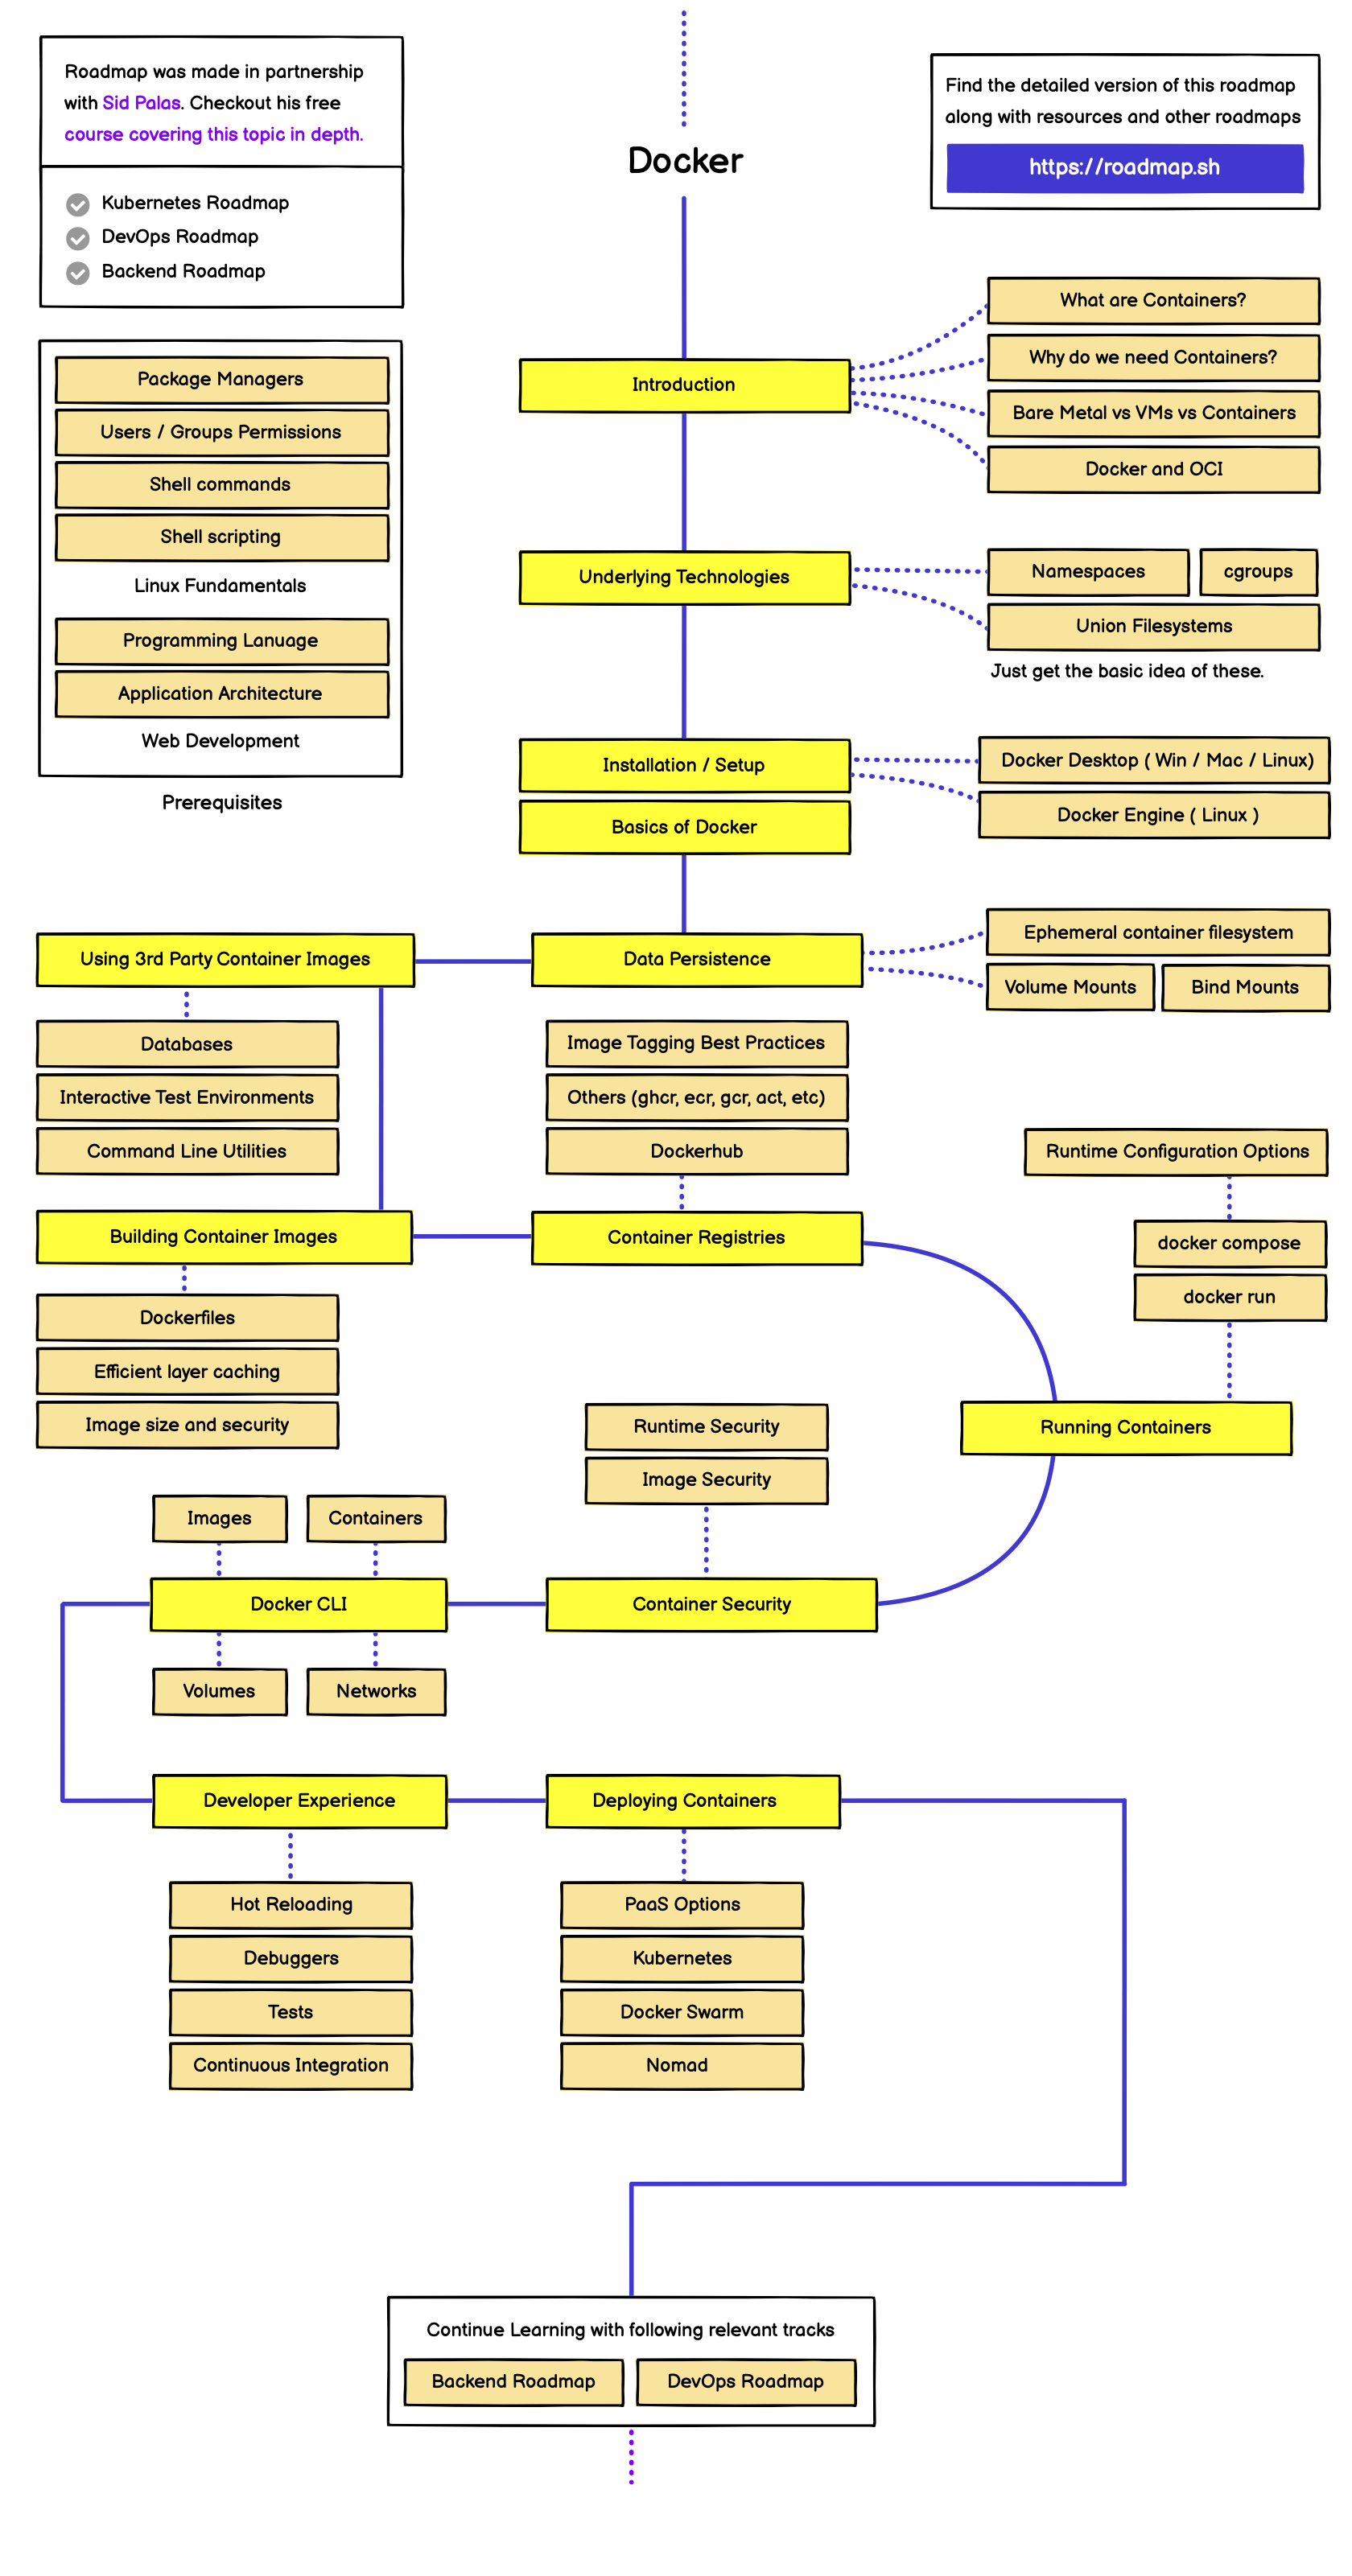 Roadmap was made in partnership
with Sid Palas. Checkout his free
course covering this topic in depth.
Kubernetes Roadmap
DevOps Roadmap
Backend Roadmap
Docker
Find the detailed version of this roadmap
along with resources and other roadmaps
https://roadmap.sh
Package Managers
Users / Groups Permissions
Shell commands
Shell scripting
Linux Fundamentals
Programming Lanuage
Application Architecture
Web Development
Prerequisites
Introduction
What are Containers?
Why do we need Containers?
Bare Metal vs VMs vs Containers
Docker and OCI
Underlying Technologies
Namespaces
cgroups
Union Filesystems
Just get the basic idea of these.
Installation / Setup
Docker Desktop ( Win / Mac / Linux)
Docker Engine ( Linux )
Basics of Docker
Data Persistence
Ephemeral container filesystem
Volume Mounts
Bind Mounts
Using 3rd Party Container Images
Databases
Interactive Test Environments
Command Line Utilities
Building Container Images
Dockerfiles
Efficient layer caching
Image size and security
Image Tagging Best Practices
Others (ghcr, ecr, gcr, act, etc)
Dockerhub
Container Registries
Runtime Configuration Options
docker compose
docker run
Running Containers
Runtime Security
Image Security
Container Security
Images
Containers
Docker CLI
Volumes
Networks
Developer Experience
Hot Reloading
Debuggers
Tests
Continuous Integration
Deploying Containers
PaaS Options
Kubernetes
Docker Swarm
Nomad
Continue Learning with following relevant tracks
Backend Roadmap
DevOps Roadmap